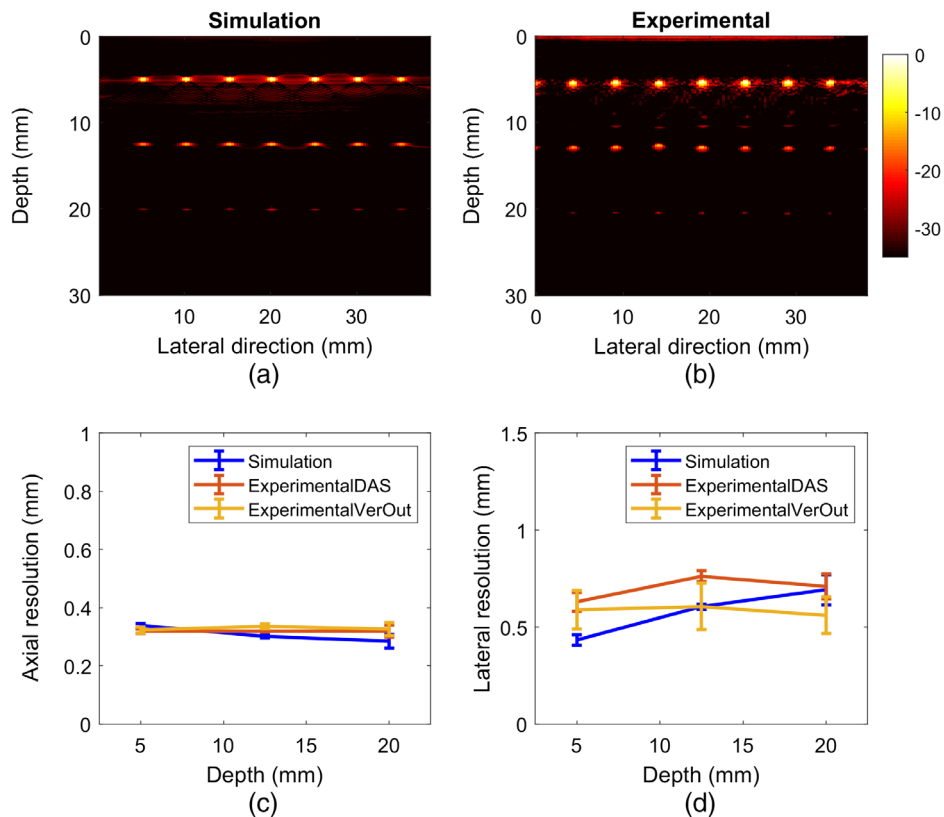 Simulation
0
10
20
30
Depth (mm)
10
20
30
Lateral direction (mm)
(a)
Experimental
0
10
20
30
Depth (mm)
0
10
20
30
Lateral direction (mm)
(b)
0
-10
-20
-30
1
0.8
0.6
0.4
0.2
0
Axial resolution (mm)
Simulation
ExperimentalDAS
ExperimentalVerOut
5
10
15
20
Depth (mm)
(c)
1.5
1
0.5
0
Lateral resolution (mm)
Simulation
ExperimentalDAS
ExperimentalVerOut
5
10
15
20
Depth (mm)
(d)